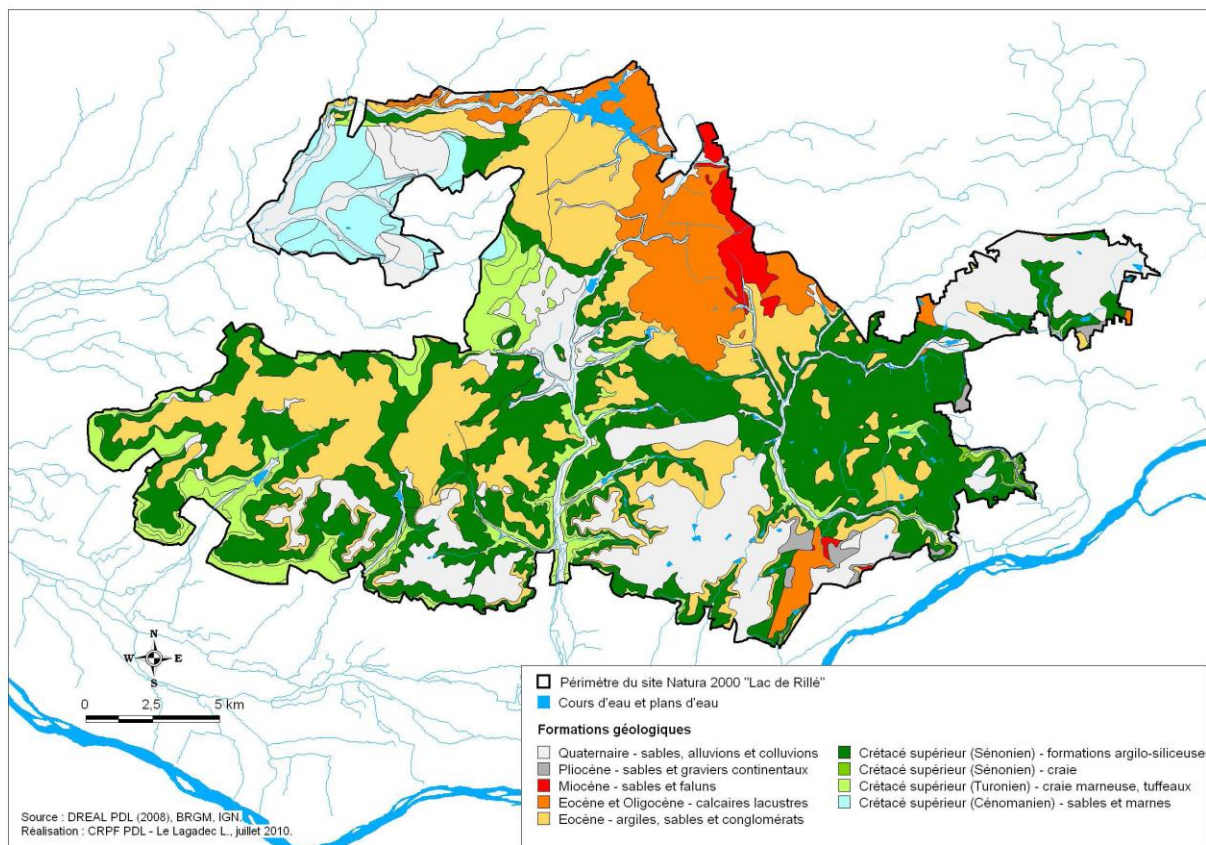 N
W E
S
0 2,5 5 km
Source : DREAL PDL (2008), BRGM, IGN.
Réalisation : CRPF PDL - Le Lagadec L., juillet 2010.
Périmètre du site Natura 2000 "Lac de Rillé"
Cours d'eau et plans d'eau
Formations géologiques
Quaternaire - sables, alluvions et colluvions
Pliocène - sables et graviers continentaux
Miocène - sables et faluns
Eocène et Oligocène - calcaires lacustres
Eocène - argiles, sables et conglomérats
Crétacé supérieur (Sénonien) - formations argilo-siliceuse
Crétacé supérieur (Sénonien) - craie
Crétacé supérieur (Turonien) - craie marneuse, tuffeaux
Crétacé supérieur (Cénomanien) - sables et marnes